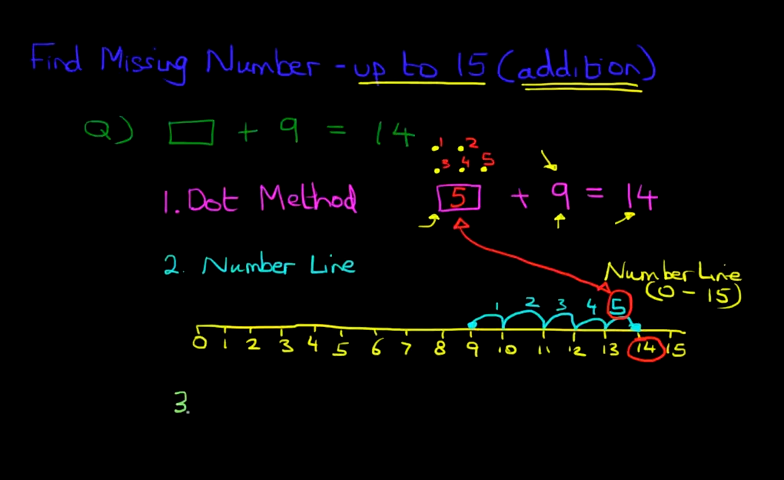 Find Missing Number - up to 15 (addition)
Q) □ + 9 = 14
1 2
3 4 5
1. Dot Method 5 + 9 = 14
2. Number Line
Number Line
(0 - 15)
1 2 3 4 5
0 1 2 3 4 5 6 7 8 9 10 11 12 13 14 15
3.